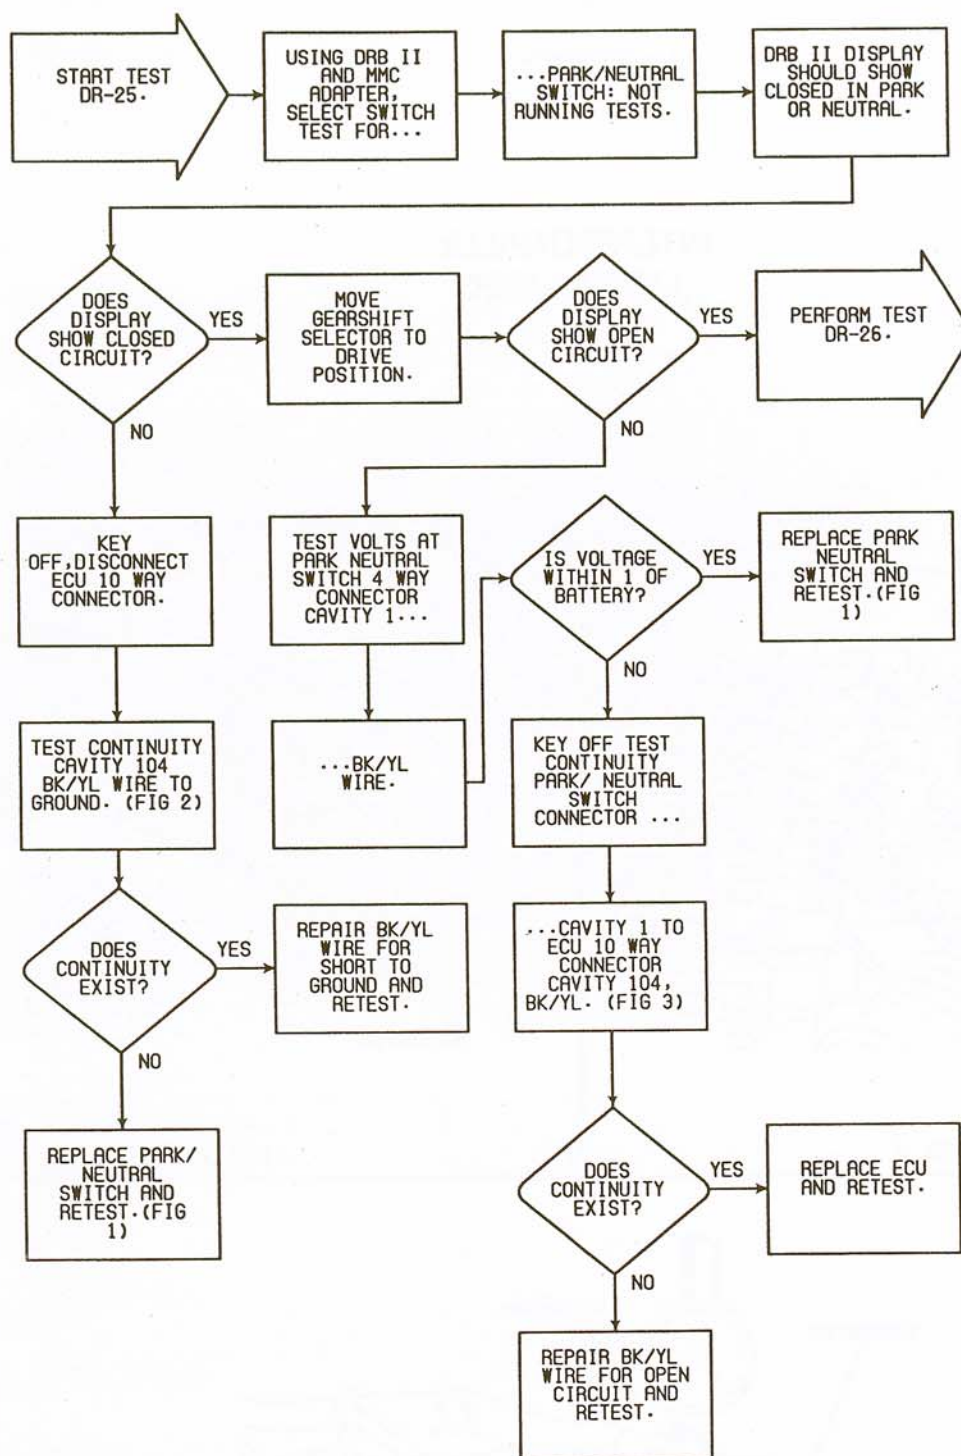 START TEST
DR-25.
USING DRB II
AND MMC
ADAPTER,
SELECT SWITCH
TEST FOR...
...PARK/NEUTRAL
SWITCH: NOT
RUNNING TESTS.
DRB II DISPLAY
SHOULD SHOW
CLOSED IN PARK
OR NEUTRAL.
DOES
DISPLAY
SHOW CLOSED
CIRCUIT?
YES
NO
MOVE
GEARSHIFT
SELECTOR TO
DRIVE
POSITION.
DOES
DISPLAY
SHOW OPEN
CIRCUIT?
YES
NO
PERFORM TEST
DR-26.
KEY
OFF,DISCONNECT
ECU 10 WAY
CONNECTOR.
TEST VOLTS AT
PARK NEUTRAL
SWITCH 4 WAY
CONNECTOR
CAVITY 1...
IS VOLTAGE
WITHIN 1 OF
BATTERY?
YES
NO
REPLACE PARK
NEUTRAL
SWITCH AND
RETEST.(FIG
1)
TEST CONTINUITY
CAVITY 104
BK/YL WIRE TO
GROUND. (FIG 2)
...BK/YL
WIRE.
KEY OFF TEST
CONTINUITY
PARK/ NEUTRAL
SWITCH
CONNECTOR ...
DOES
CONTINUITY
EXIST?
YES
NO
REPAIR BK/YL
WIRE FOR
SHORT TO
GROUND AND
RETEST.
...CAVITY 1 TO
ECU 10 WAY
CONNECTOR
CAVITY 104,
BK/YL. (FIG 3)
REPLACE PARK/
NEUTRAL
SWITCH AND
RETEST.(FIG
1)
DOES
CONTINUITY
EXIST?
YES
NO
REPLACE ECU
AND RETEST.
REPAIR BK/YL
WIRE FOR OPEN
CIRCUIT AND
RETEST.